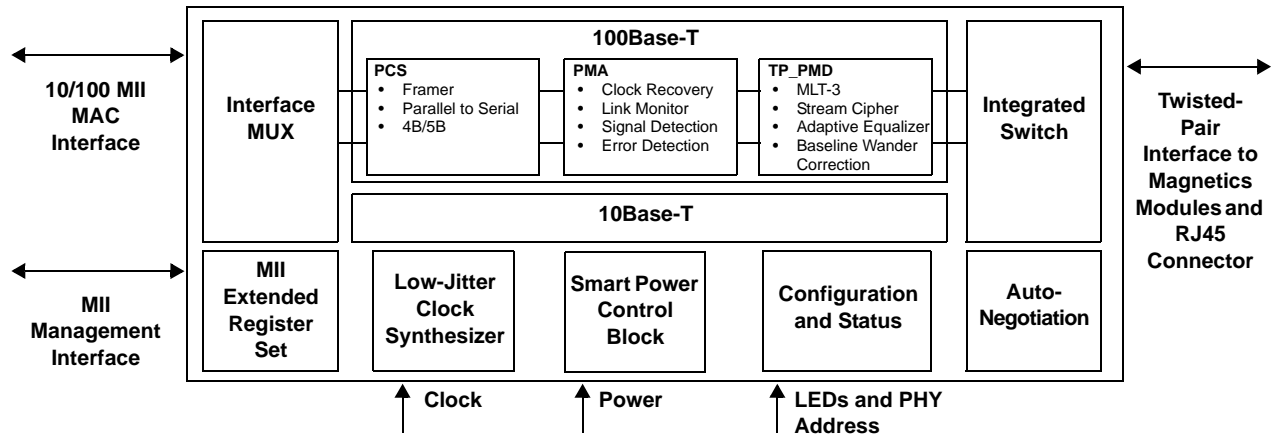 100Base-T
10/100 MII
MAC
Interface
Interface
MUX
PCS
• Framer
• Parallel to Serial
• 4B/5B
PMA
• Clock Recovery
• Link Monitor
• Signal Detection
• Error Detection
TP_PMD
• MLT-3
• Stream Cipher
• Adaptive Equalizer
• Baseline Wander
Correction
Integrated
Switch
Twisted-
Pair
Interface to
Magnetics
Modules and
RJ45
Connector
10Base-T
MII
Management
Interface
MII
Extended
Register
Set
Low-Jitter
Clock
Synthesizer
Smart Power
Control
Block
Configuration
and Status
Auto-
Negotiation
Clock
Power
LEDs and PHY
Address